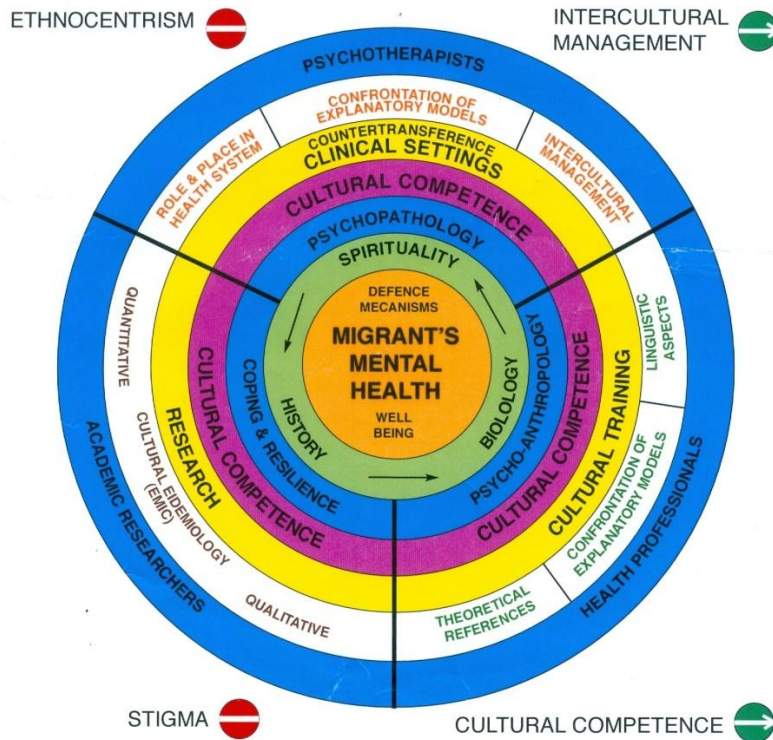 ETHNOCENTRISM
INTERCULTURAL
MANAGEMENT
PSYCHOTHERAPISTS
ROLE & PLACE IN
HEALTH SYSTEM
CONFRONTATION OF
EXPLANATORY MODELS
INTERCULTURAL
MANAGEMENT
COUNTERTRANSFERENCE
CLINICAL SETTINGS
CULTURAL COMPETENCE
PSYCHOPATHOLOGY
SPIRITUALITY
DEFENCE
MECANISMS
MIGRANT'S
MENTAL
HEALTH
WELL
BEING
HISTORY
BIOLOLOGY
COPING & RESILIENCE
PSYCHO-ANTHROPOLOGY
CULTURAL COMPETENCE
CULTURAL COMPETENCE
RESEARCH
CULTURAL TRAINING
QUANTITATIVE
CULTURAL EIDEMIOLOGY
(EMIC)
QUALITATIVE
LINGUISTIC
ASPECTS
CONFRONTATION OF
EXPLANATORY MODELS
THEORETICAL
REFERENCES
ACADEMIC RESEARCHERS
HEALTH PROFESSIONALS
STIGMA
CULTURAL COMPETENCE